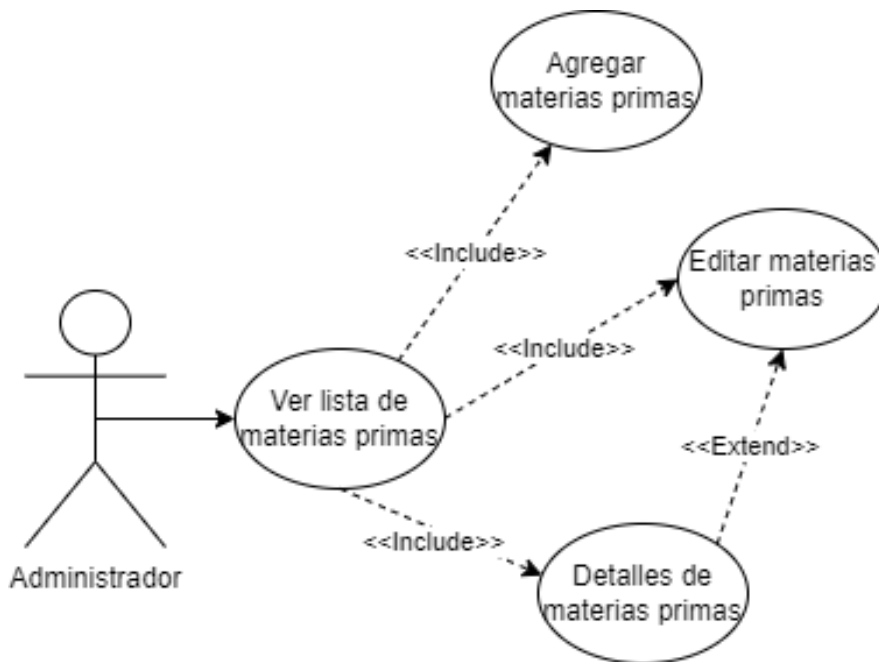 Agregar
materias primas
<<Include>>
Editar materias
primas
<<Include>>
Ver lista de
materias primas
<<Extend>>
<<Include>>
Detalles de
materias primas
Administrador